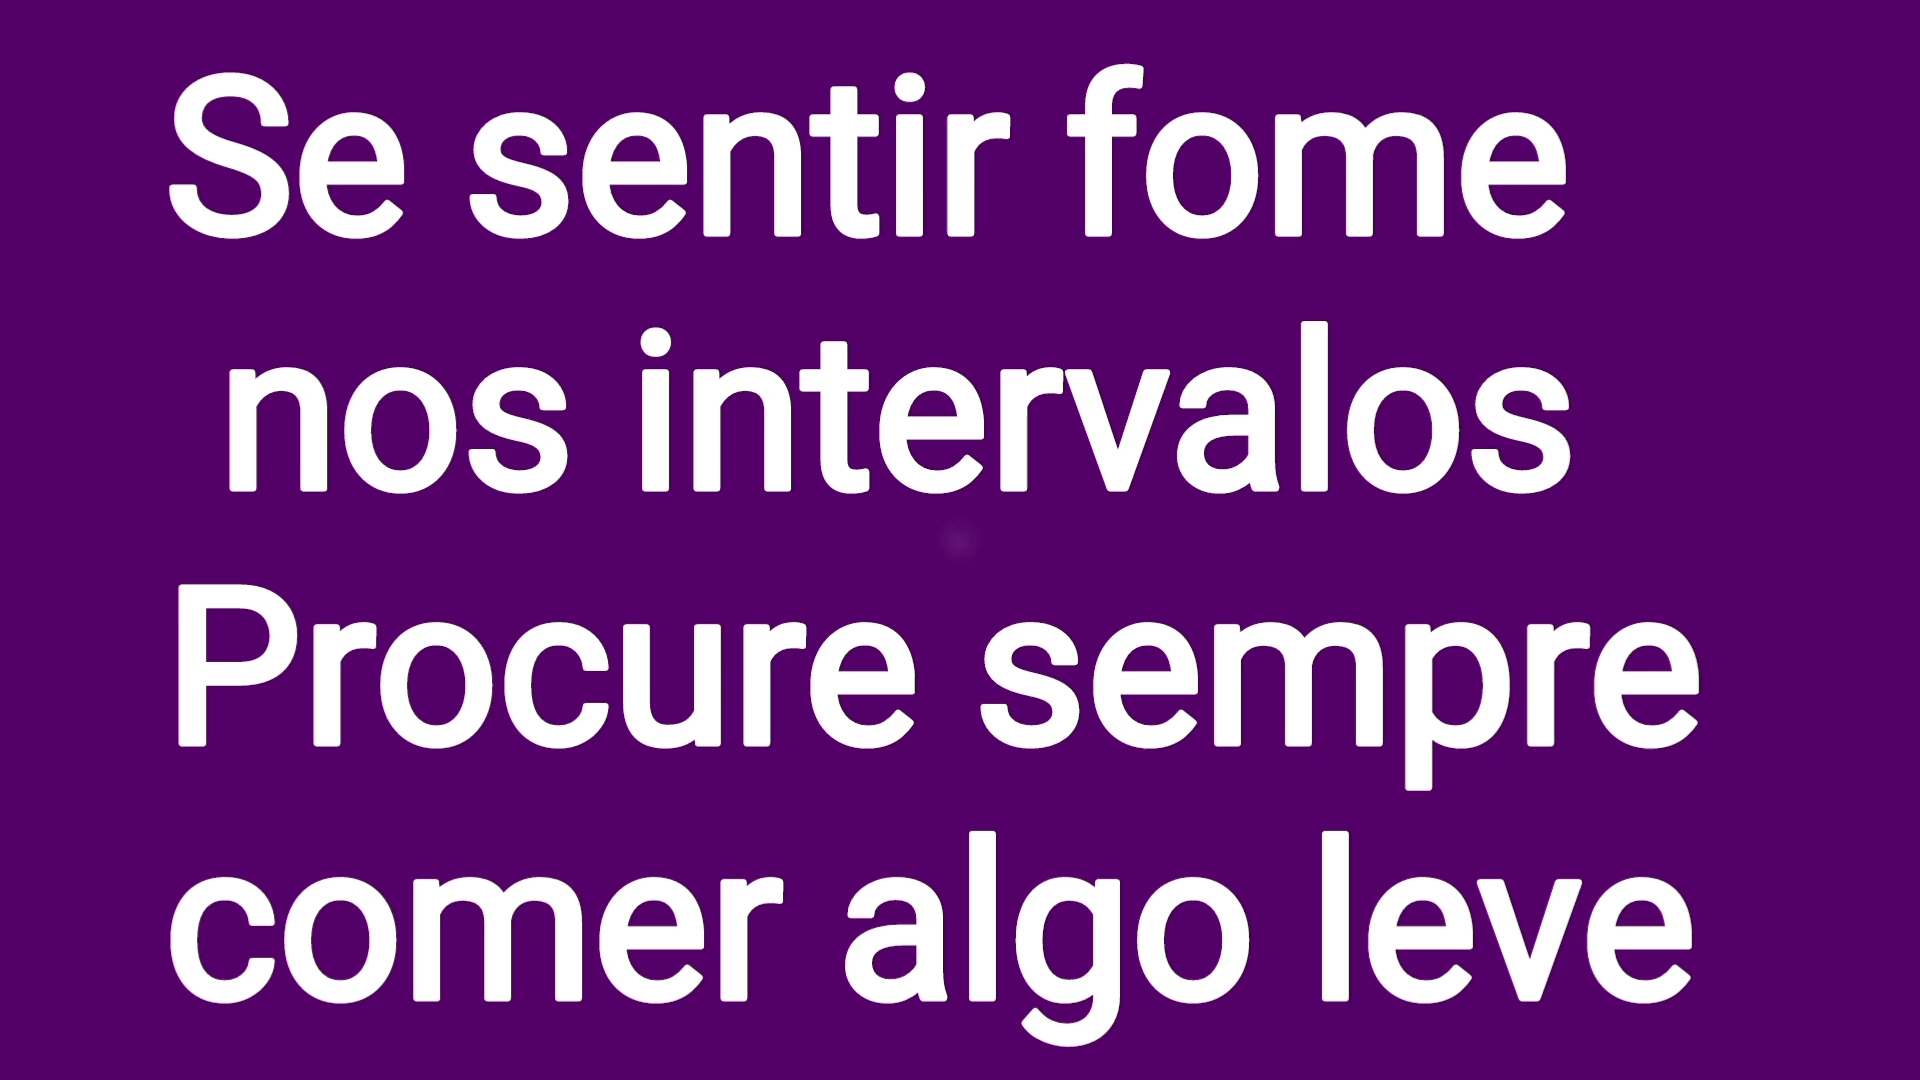 Se sentir fome
nos intervalos
Procure sempre
comer algo leve